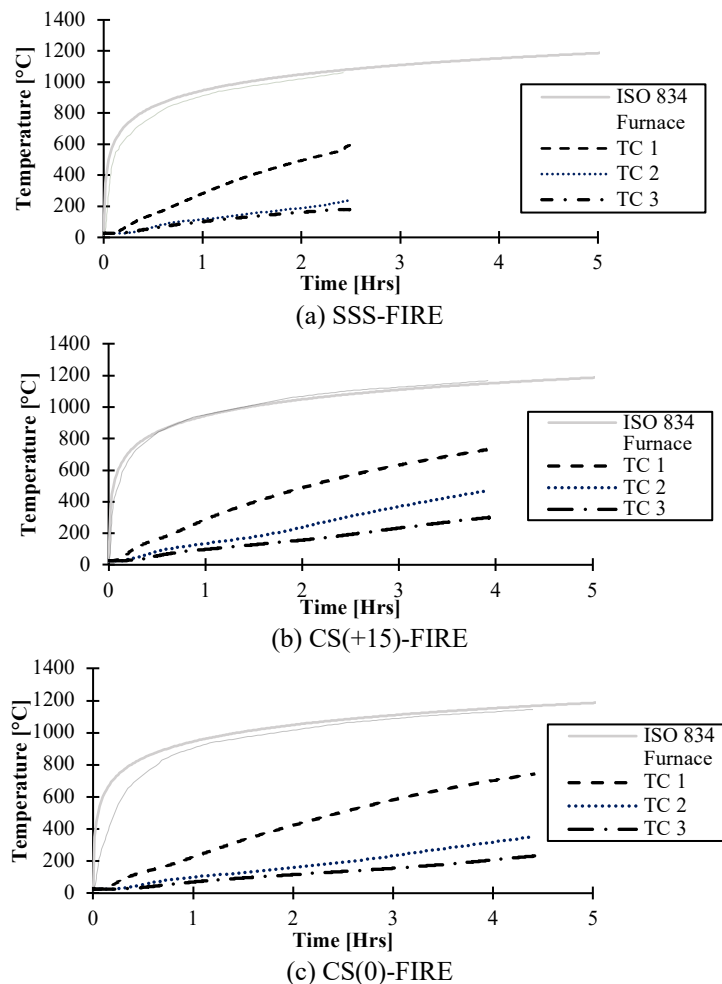 1400
1200
1000
800
600
400
200
0
Temperature [°C]
ISO 834
Furnace
TC 1
TC 2
TC 3
0 1 2 3 4 5
Time [Hrs]
(a) SSS-FIRE
1400
1200
1000
800
600
400
200
0
Temperature [°C]
ISO 834
Furnace
TC 1
TC 2
TC 3
0 1 2 3 4 5
Time [Hrs]
(b) CS(+15)-FIRE
1400
1200
1000
800
600
400
200
0
Temperature [°C]
ISO 834
Furnace
TC 1
TC 2
TC 3
0 1 2 3 4 5
Time [Hrs]
(c) CS(0)-FIRE